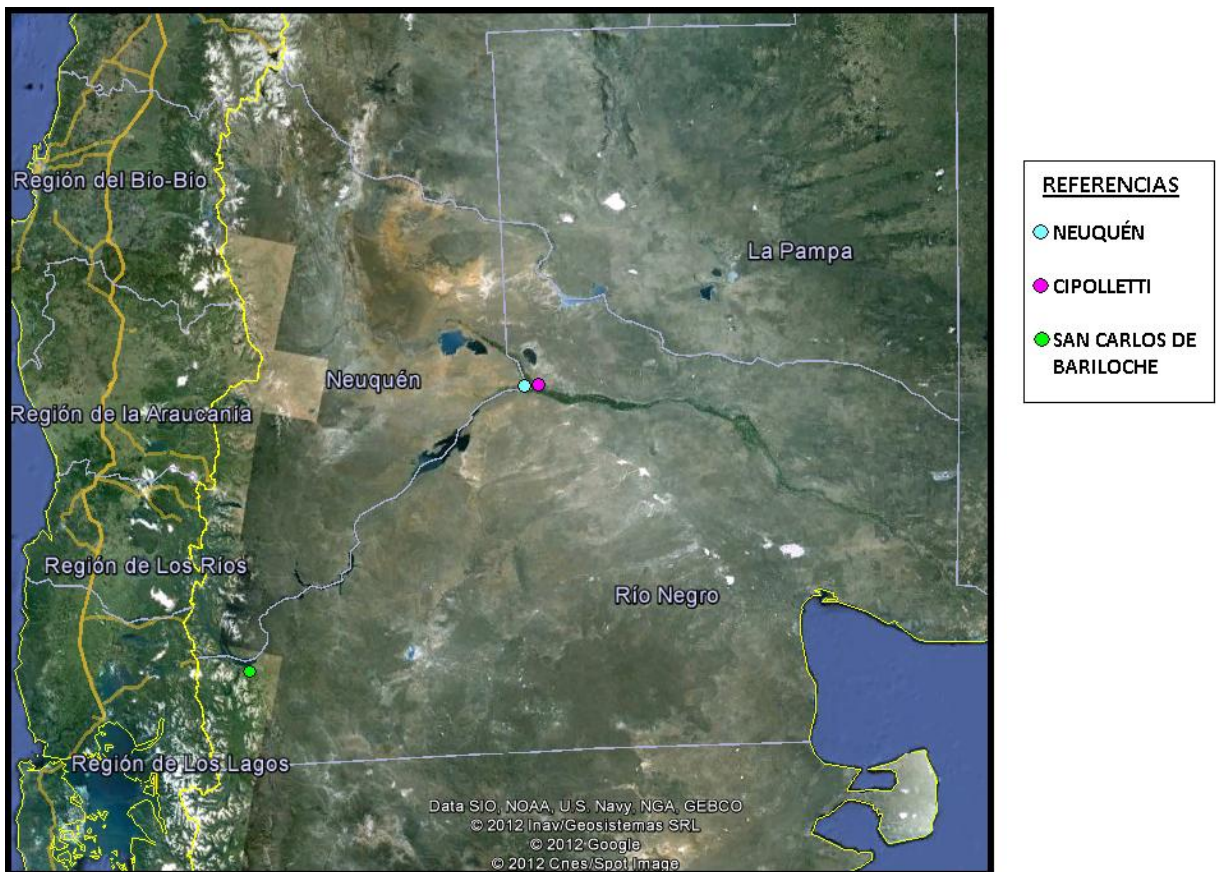 Región del Bío-Bío
La Pampa
Neuquén
Región de la Araucanía
Región de Los Ríos
Río Negro
Región de Los Lagos
Data SIO, NOAA, U.S. Navy, NGA, GEBCO
© 2012 Inav/Geosistemas SRL
© 2012 Google
© 2012 Cnes/Spot Image
REFERENCIAS
NEUQUÉN
CIPOLLETTI
SAN CARLOS DE
BARILOCHE